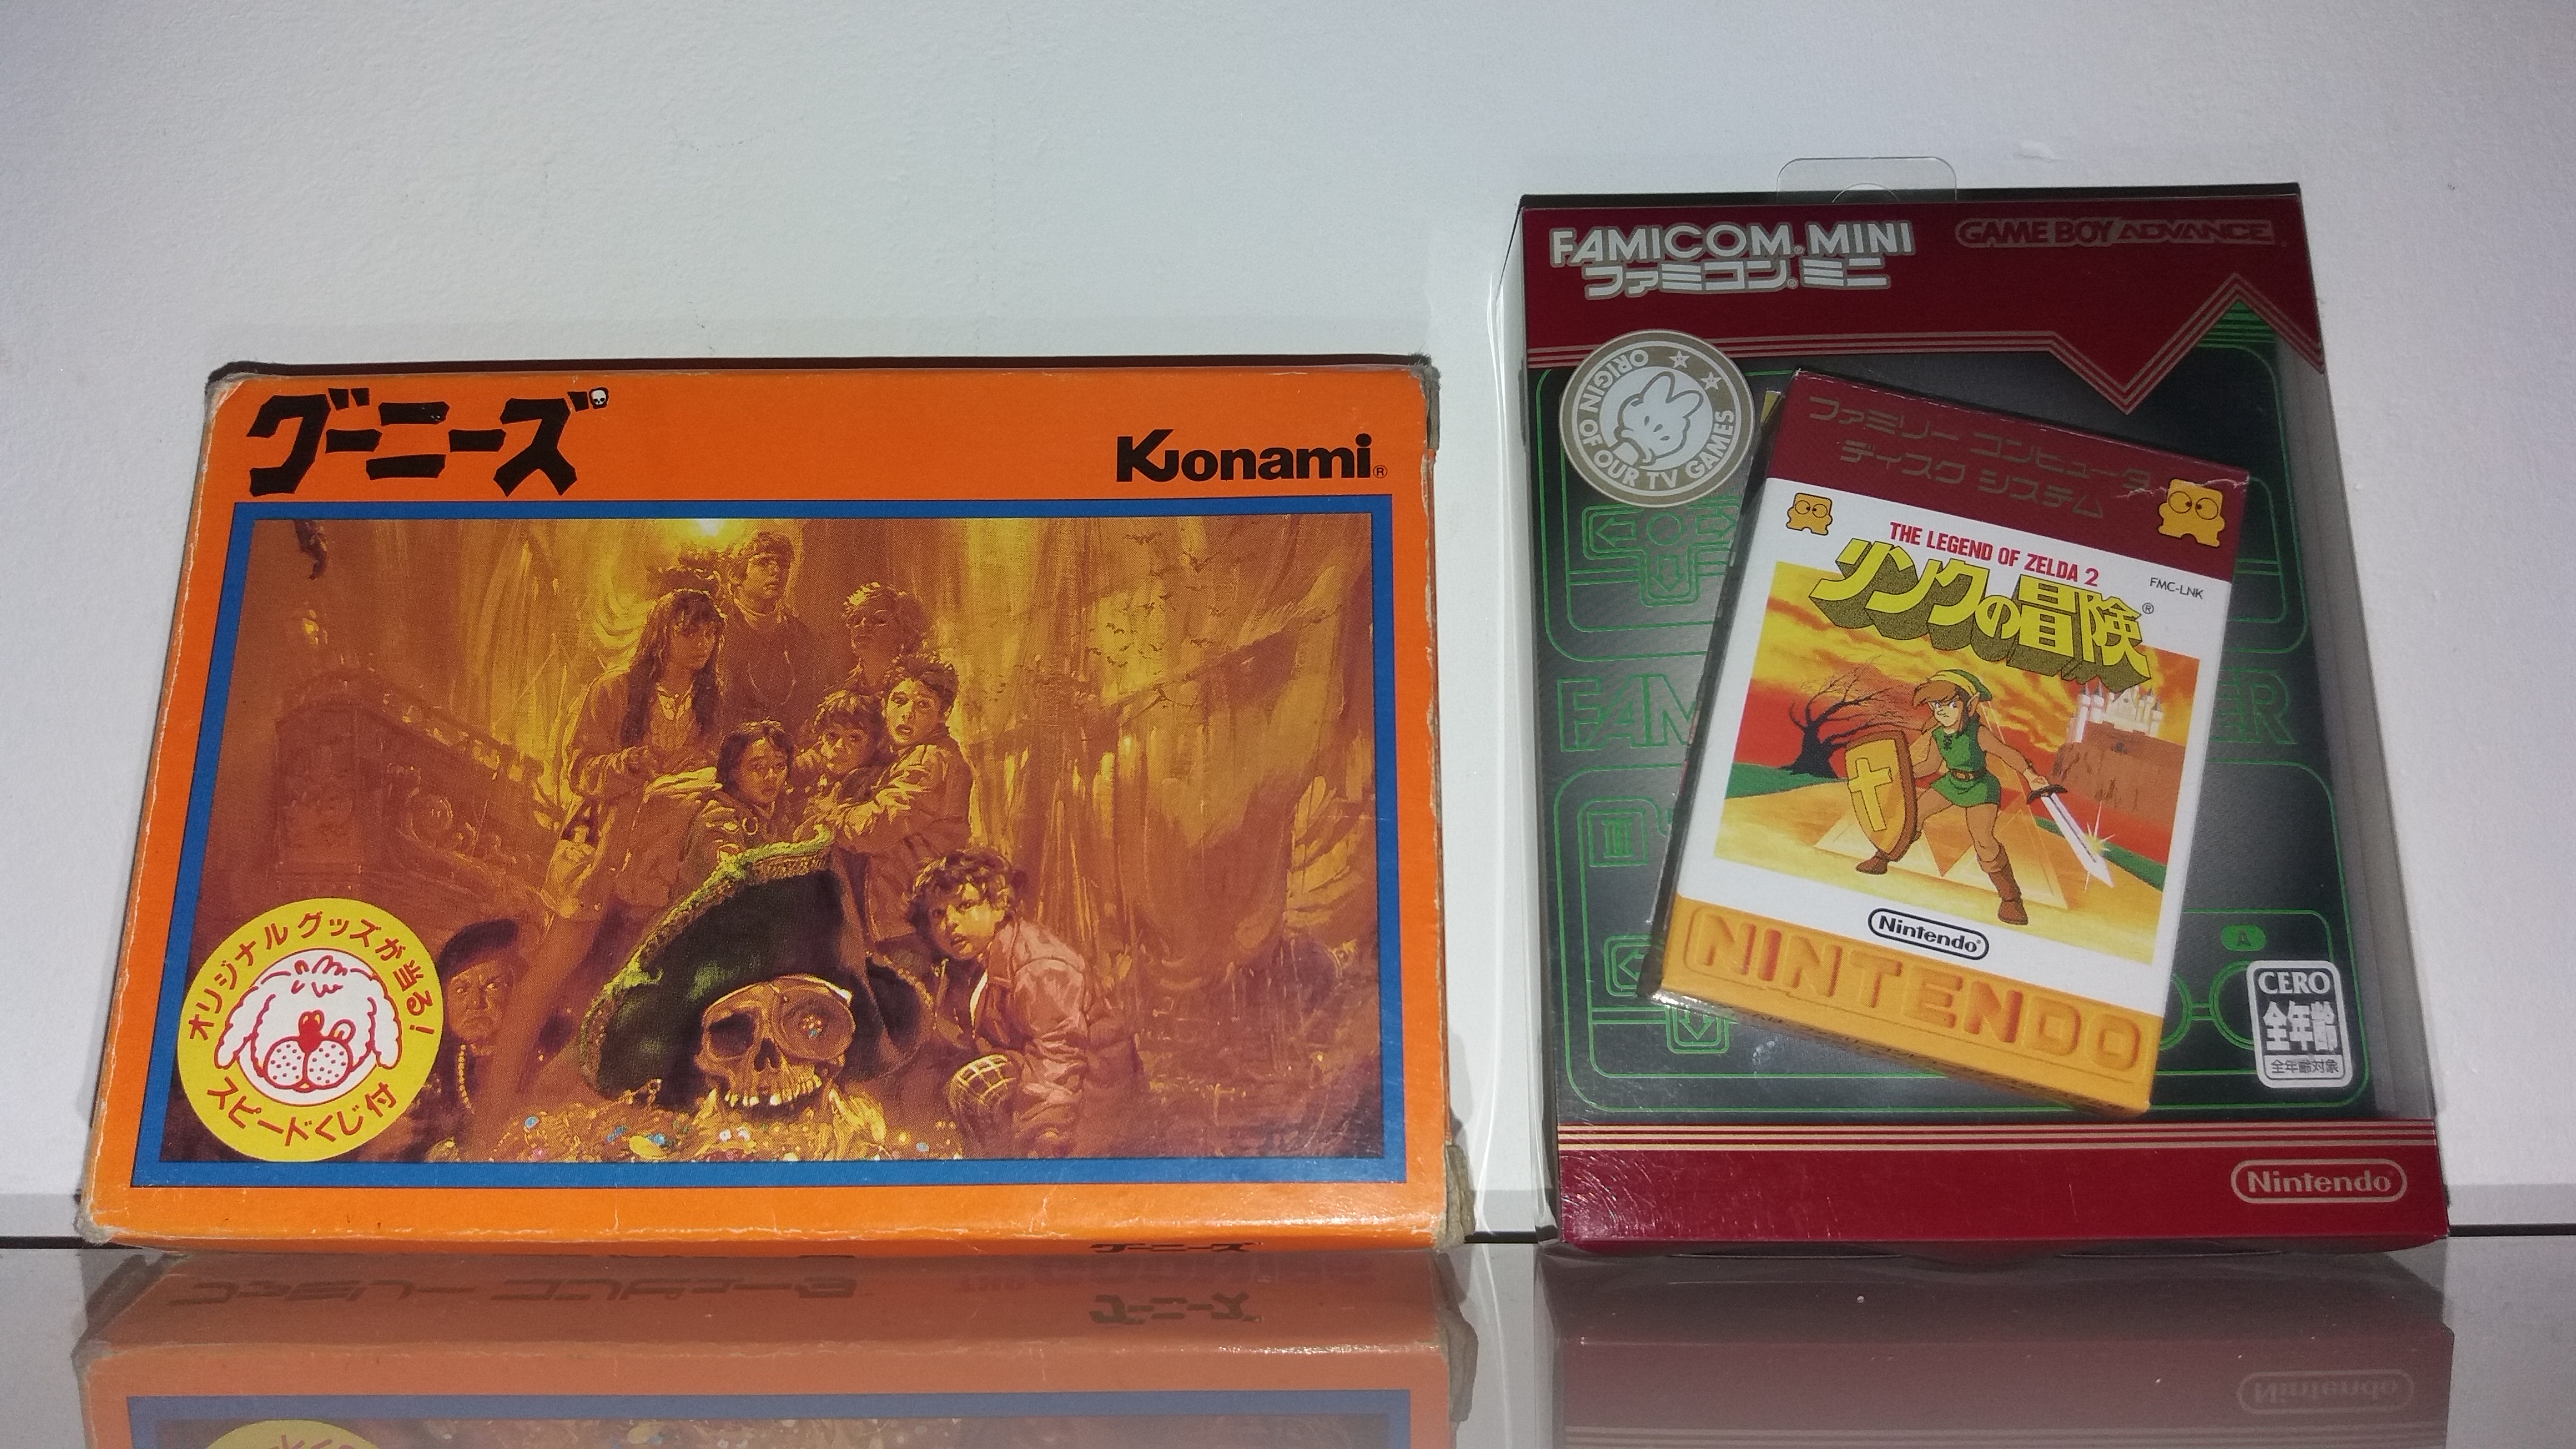 グーニーズ
Konami®
オリジナルグッズが当る!
スピードくじ付
グーニーズ
FAMICOM MINI
ファミコン ミニ
GAME BOY ADVANCE
ORIGIN OF OUR TV GAMES
ファミリー コンピュータ
ディスク システム
THE LEGEND OF ZELDA 2
FMC-LNK
リンクの冒険®
Nintendo®
NINTENDO
FAM
ER
III
A
CERO
全年齢
全年齢対象
Nintendo